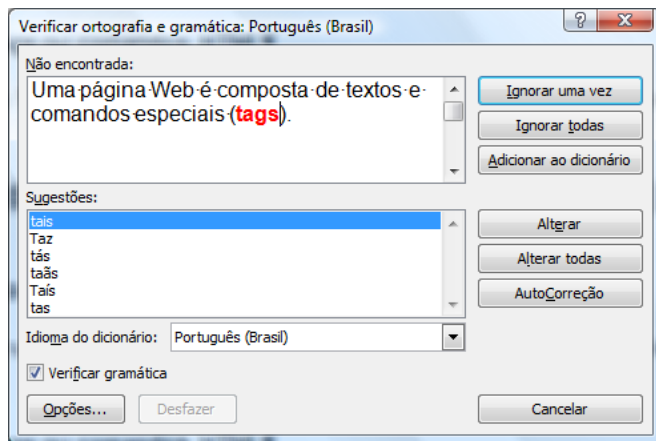 Verificar ortografia e gramática: Português (Brasil)
Não encontrada:
Uma página Web é composta de textos e
comandos especiais (tags).
Ignorar uma vez
Ignorar todas
Adicionar ao dicionário
Sugestões:
tais
Taz
tás
taãs
Taís
tas
Alterar
Alterar todas
AutoCorreção
Idioma do dicionário: Português (Brasil)
Verificar gramática
Opções... Desfazer Cancelar